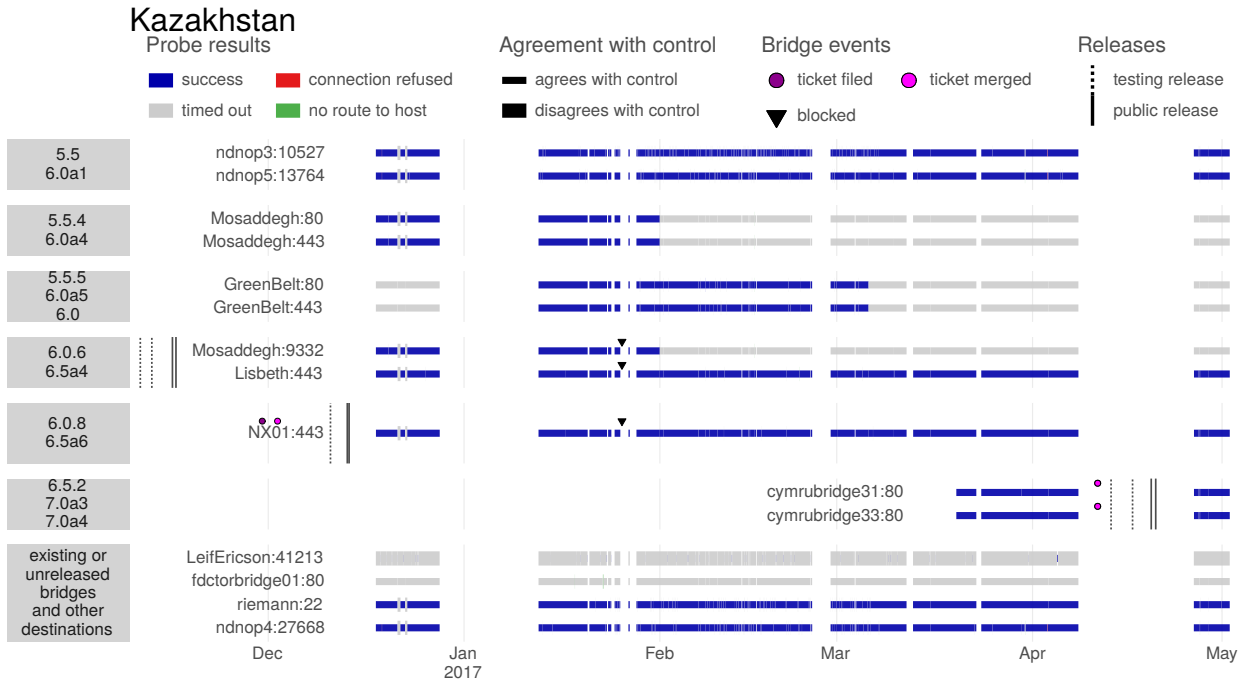 Kazakhstan
Probe results
Agreement with control
Bridge events
Releases
success
connection refused
agrees with control
ticket filed
ticket merged
testing release
timed out
no route to host
disagrees with control
blocked
public release
5.5
6.0a1
ndnop3:10527
ndnop5:13764
5.5.4
6.0a4
Mosaddegh:80
Mosaddegh:443
5.5.5
6.0a5
6.0
GreenBelt:80
GreenBelt:443
6.0.6
6.5a4
Mosaddegh:9332
Lisbeth:443
6.0.8
6.5a6
NX01:443
6.5.2
7.0a3
7.0a4
cymrubridge31:80
cymrubridge33:80
existing or
unreleased
bridges
and other
destinations
LeifEricson:41213
fdctorbridge01:80
riemann:22
ndnop4:27668
Dec
Jan
2017
Feb
Mar
Apr
May